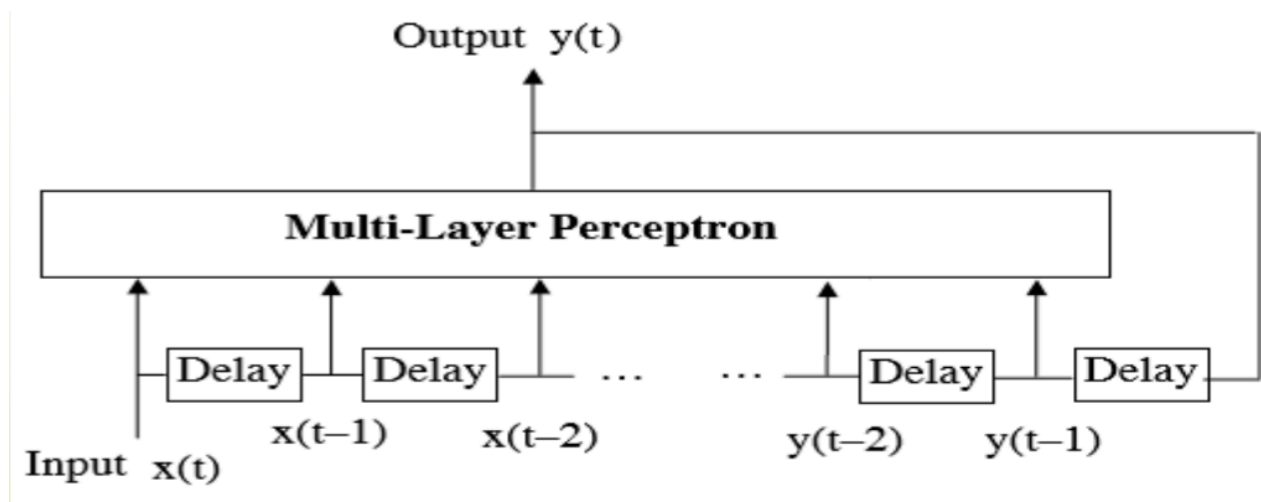 Output y(t)
Multi-Layer Perceptron
Delay Delay ... ... Delay Delay
x(t–1) x(t–2) y(t–2) y(t–1)
Input x(t)